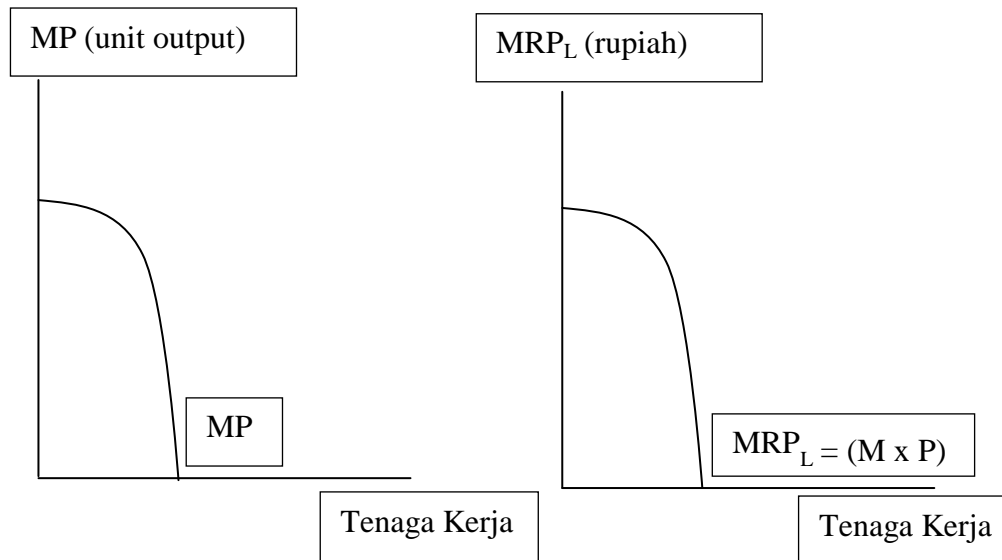 MP (unit output)
MRP_L (rupiah)
MP
MRP_L = (M x P)
Tenaga Kerja
Tenaga Kerja